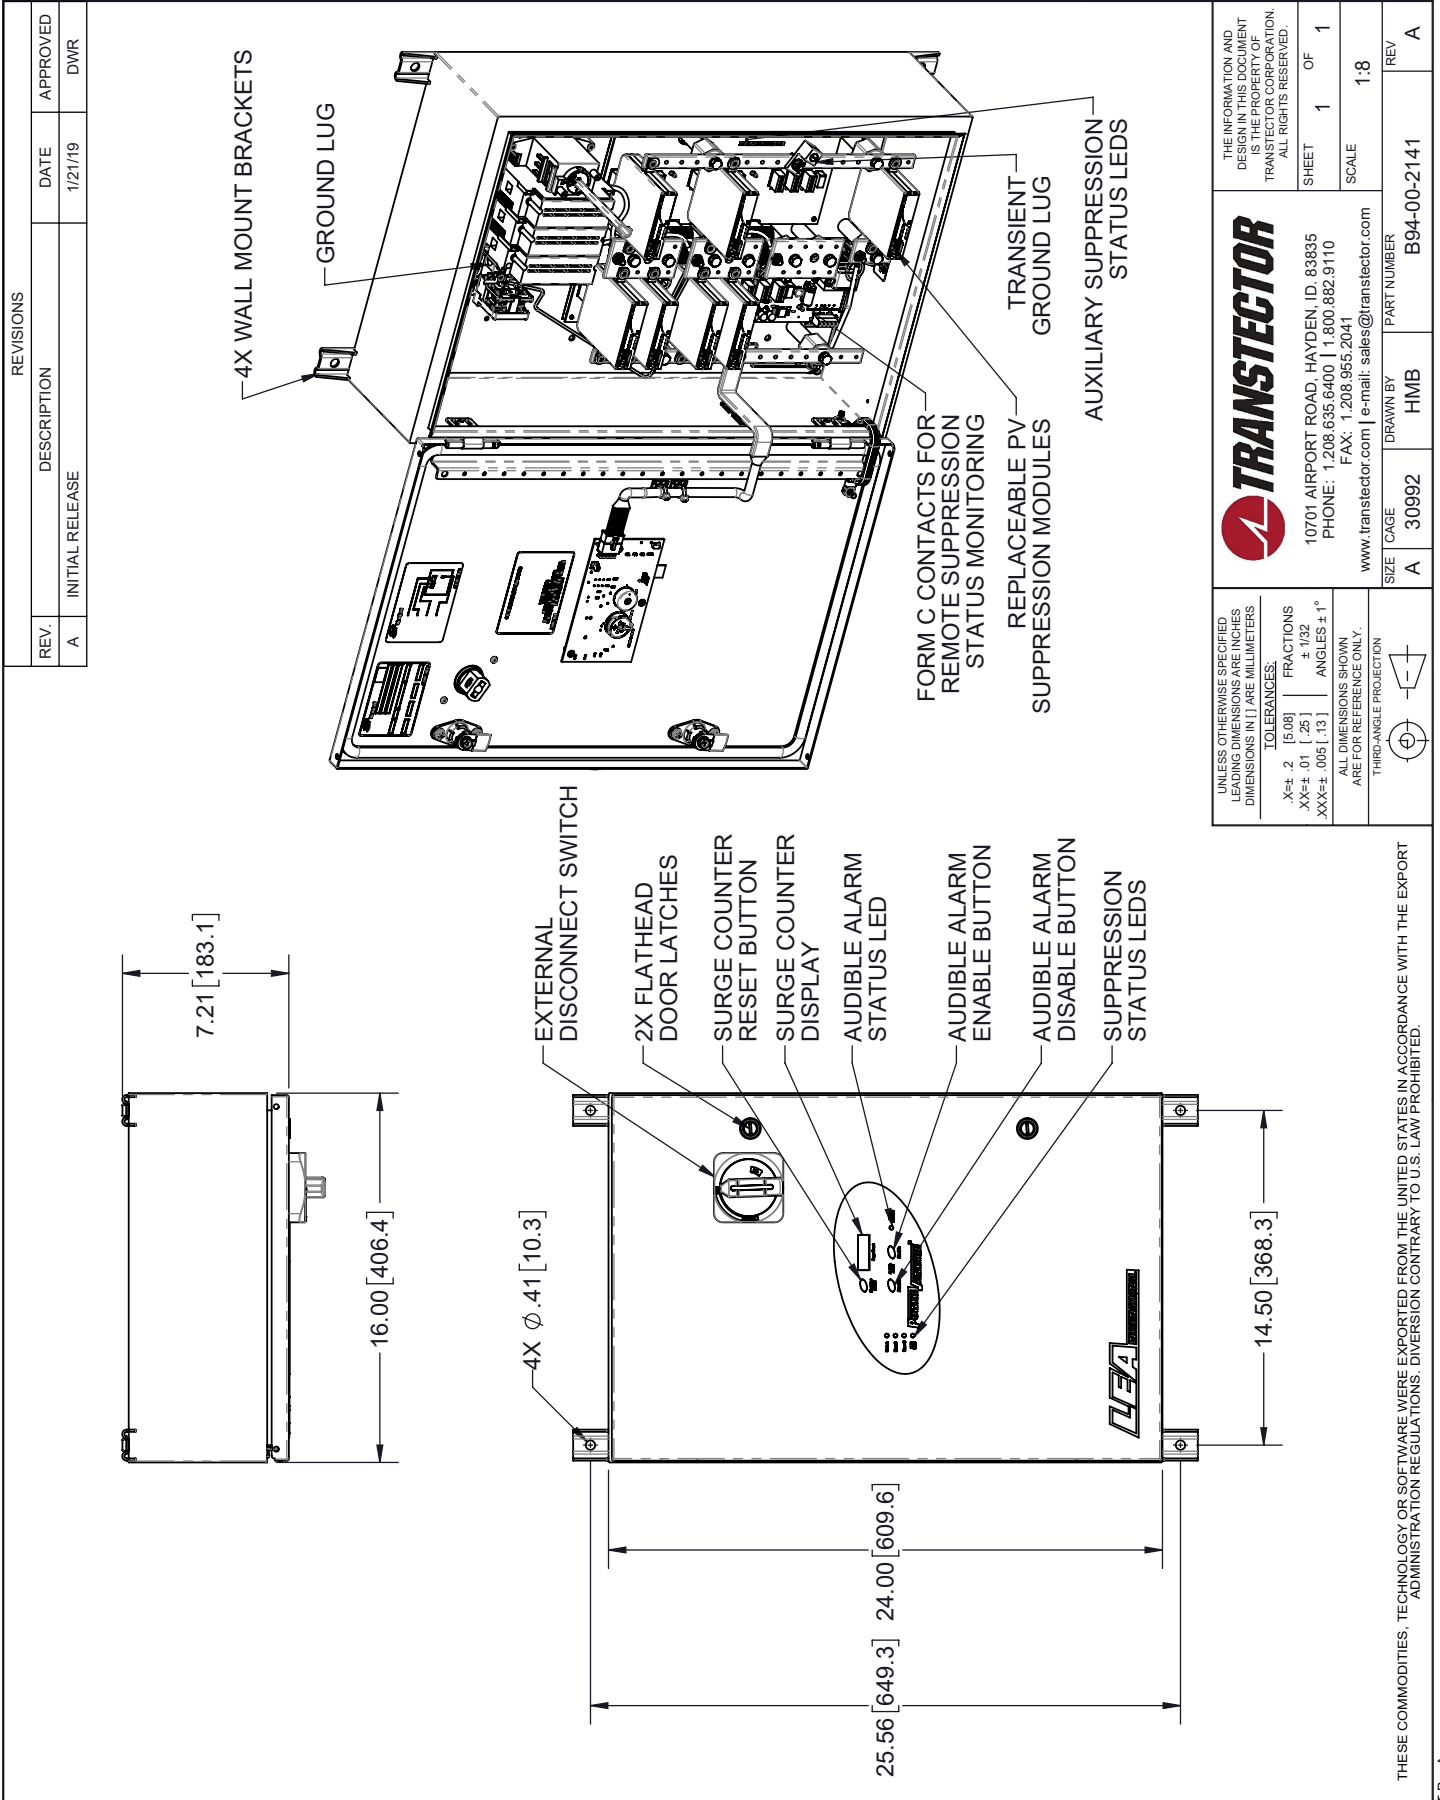 REVISIONS
REV. DESCRIPTION DATE APPROVED
A INITIAL RELEASE 1/21/19 DWR
7.21 [183.1]
16.00 [406.4]
4X WALL MOUNT BRACKETS
GROUND LUG
4X Ø .41 [10.3]
EXTERNAL
DISCONNECT SWITCH
2X FLATHEAD
DOOR LATCHES
SURGE COUNTER
RESET BUTTON
SURGE COUNTER
DISPLAY
AUDIBLE ALARM
STATUS LED
AUDIBLE ALARM
ENABLE BUTTON
AUDIBLE ALARM
DISABLE BUTTON
SUPPRESSION
STATUS LEDS
FORM C CONTACTS FOR
REMOTE SUPPRESSION
STATUS MONITORING
REPLACEABLE PV
SUPPRESSION MODULES
TRANSIENT
GROUND LUG
AUXILIARY SUPPRESSION
STATUS LEDS
24.00 [609.6]
25.56 [649.3]
14.50 [368.3]
LEA
THESE COMMODITIES, TECHNOLOGY OR SOFTWARE WERE EXPORTED FROM THE UNITED STATES IN ACCORDANCE WITH THE EXPORT
ADMINISTRATION REGULATIONS. DIVERSION CONTRARY TO U.S. LAW PROHIBITED.
UNLESS OTHERWISE SPECIFIED
LEADING DIMENSIONS ARE INCHES
DIMENSIONS IN [ ] ARE MILLIMETERS
TOLERANCES:
.X=± .2 [5.08] FRACTIONS
.XX=± .01 [ .25 ] ± 1/32
.XXX=± .005 [ .13 ] ANGLES ± 1°
ALL DIMENSIONS SHOWN
ARE FOR REFERENCE ONLY.
THIRD-ANGLE PROJECTION
TRANSTECTOR
10701 AIRPORT ROAD, HAYDEN, ID. 83835
PHONE: 1.208.635.6400 | 1.800.882.9110
FAX: 1.208.955.2041
www.transtector.com | e-mail: sales@transtector.com
THE INFORMATION AND
DESIGN IN THIS DOCUMENT
IS THE PROPERTY OF
TRANSTECTOR CORPORATION.
ALL RIGHTS RESERVED.
SHEET 1 OF 1
SCALE 1:8
SIZE A
CAGE 30992
DRAWN BY HMB
PART NUMBER B94-00-2141
REV A